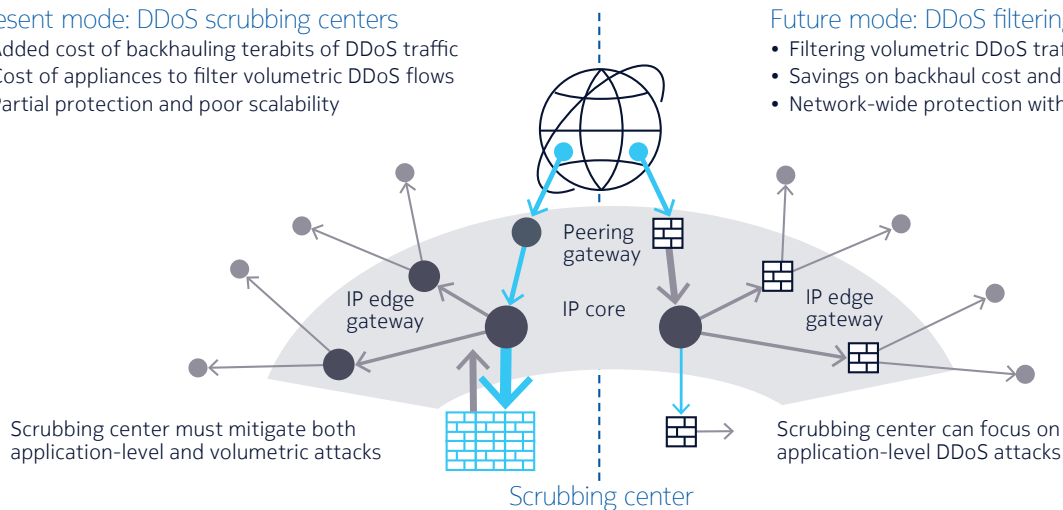 esent mode: DDoS scrubbing centers
Added cost of backhauling terabits of DDoS traffic
Cost of appliances to filter volumetric DDoS flows
Partial protection and poor scalability
Future mode: DDoS filtering
• Filtering volumetric DDoS traf
• Savings on backhaul cost and
• Network-wide protection with
Peering
gateway
IP edge
gateway
IP core
IP edge
gateway
Scrubbing center must mitigate both
application-level and volumetric attacks
Scrubbing center can focus on
application-level DDoS attacks
Scrubbing center